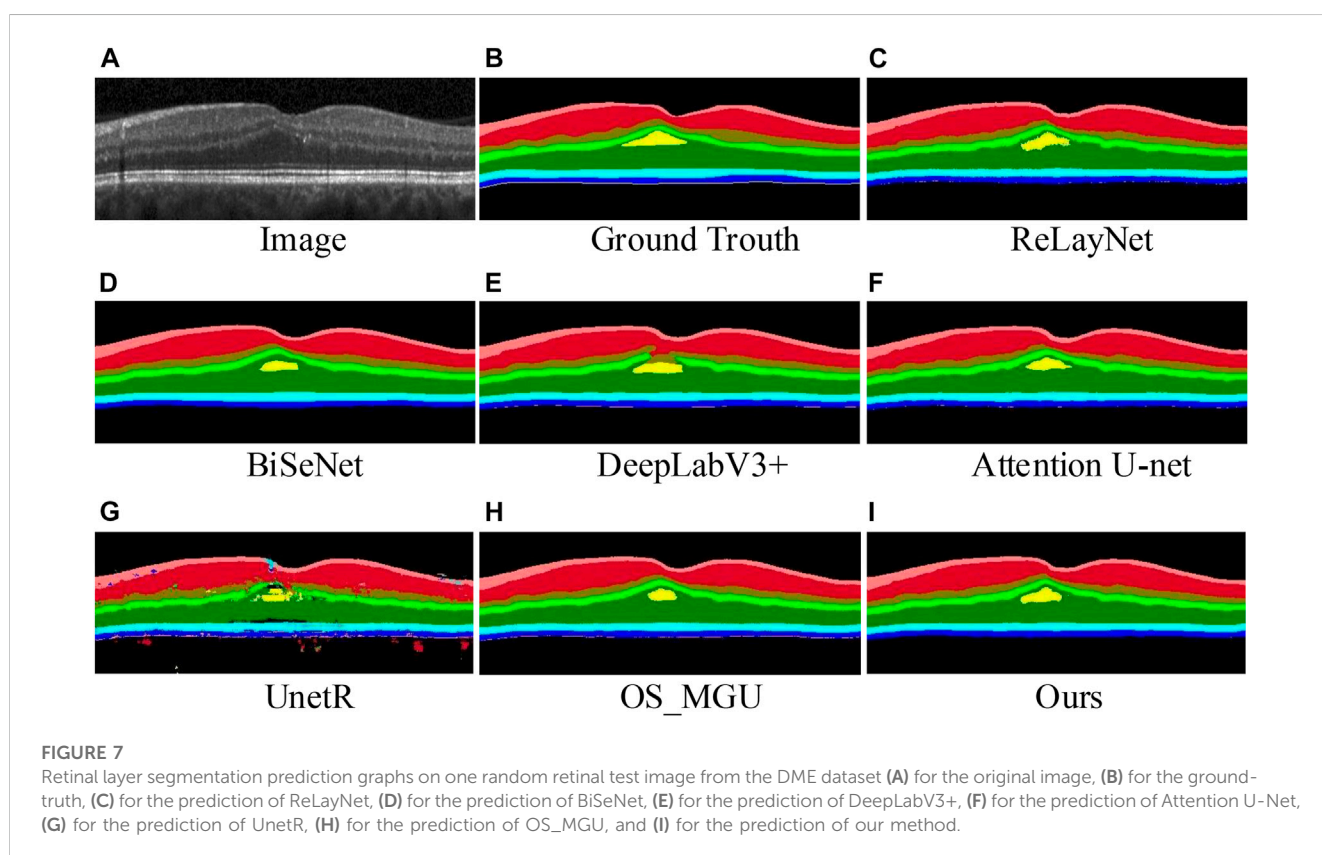 A
B
C
Image
Ground Trouth
ReLayNet
D
E
F
BiSeNet
DeepLabV3+
Attention U-net
G
H
I
UnetR
OS_MGU
Ours
FIGURE 7
Retinal layer segmentation prediction graphs on one random retinal test image from the DME dataset (A) for the original image, (B) for the ground-
truth, (C) for the prediction of ReLayNet, (D) for the prediction of BiSeNet, (E) for the prediction of DeepLabV3+, (F) for the prediction of Attention U-Net,
(G) for the prediction of UnetR, (H) for the prediction of OS_MGU, and (I) for the prediction of our method.